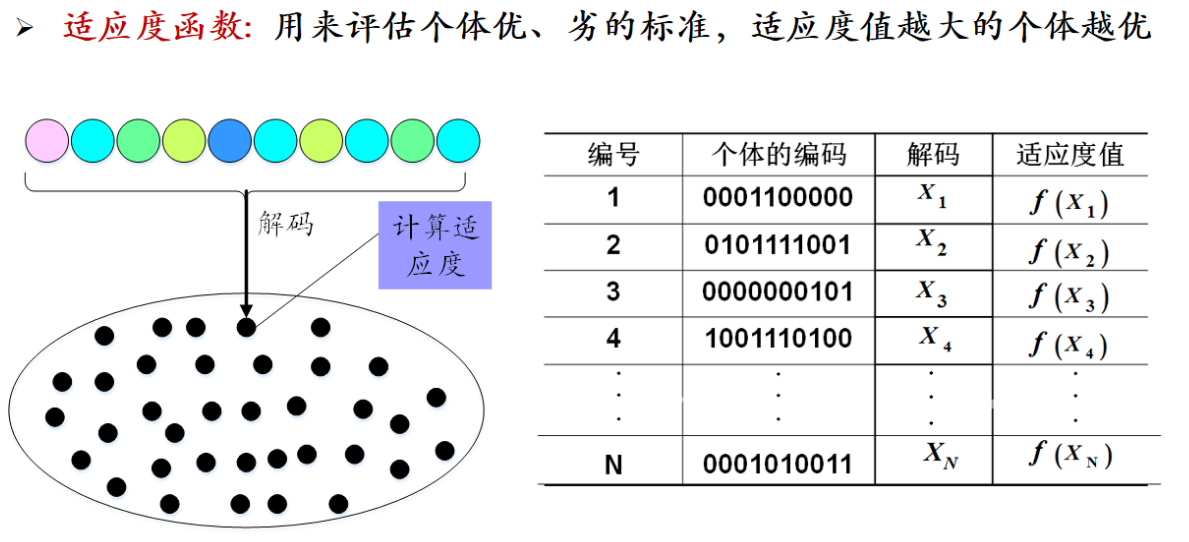 ➢ 适应度函数: 用来评估个体优、劣的标准，适应度值越大的个体越优
解码
计算适
应度
编号 个体的编码 解码 适应度值
1 0001100000 X₁ f(X₁)
2 0101111001 X₂ f(X₂)
3 0000000101 X₃ f(X₃)
4 1001110100 X₄ f(X₄)
. . . .
. . . .
. . . .
N 0001010011 X_N f(X_N)